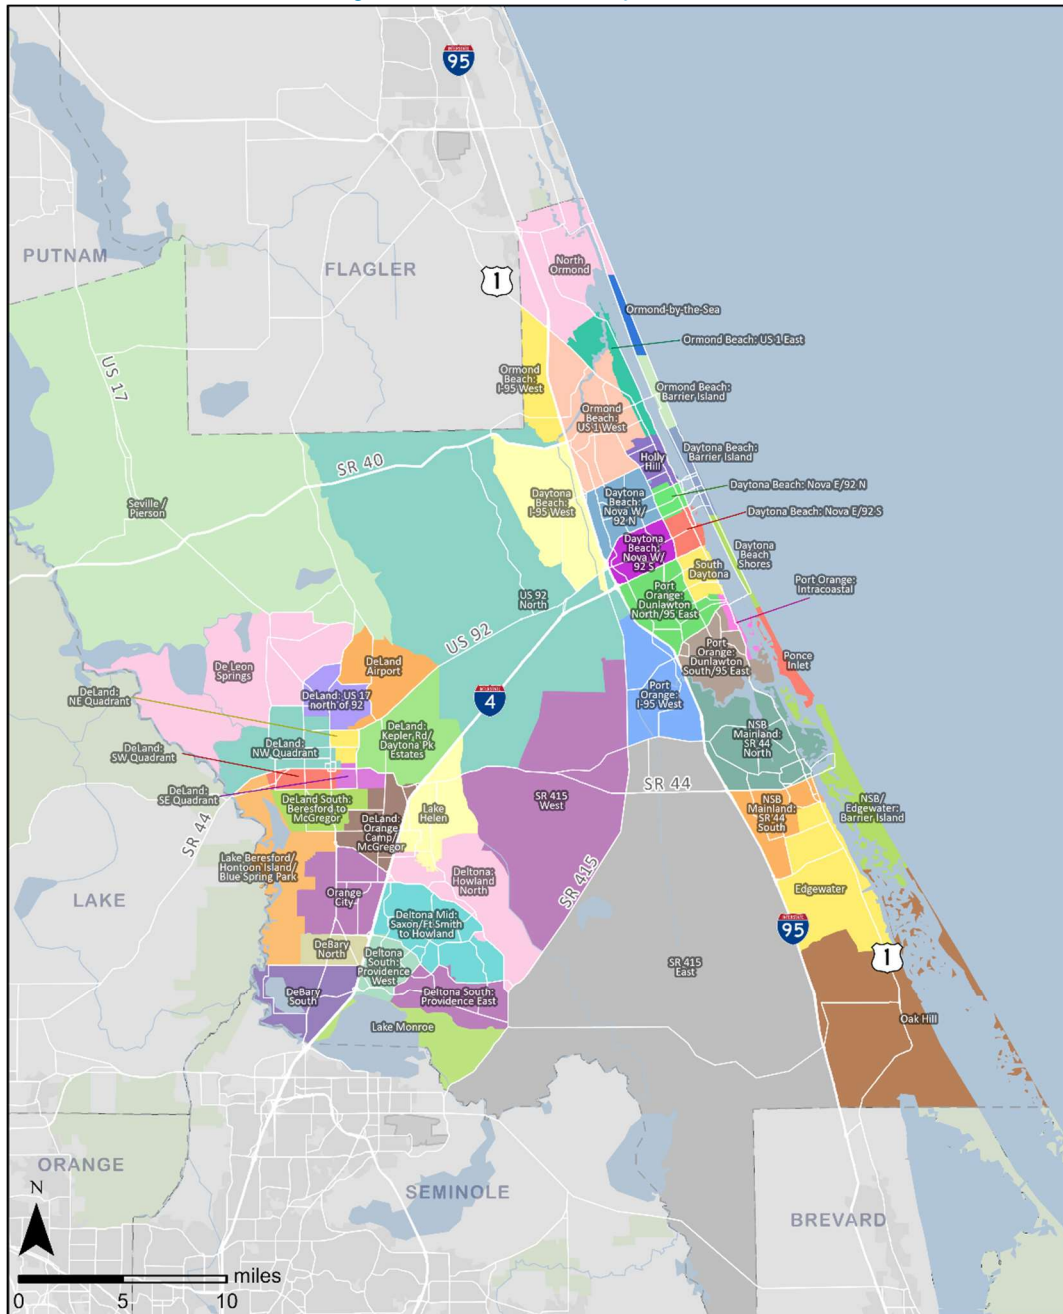 INTERSTATE
95
PUTNAM
FLAGLER
1
North
Ormond
Ormond-by-the-Sea
Ormond Beach: US 1 East
US 17
Ormond
Beach:
I-95 West
Ormond Beach:
Barrier Island
Ormond
Beach:
US 1 West
SR 40
Holly
Hill
Daytona Beach:
Barrier Island
Daytona
Beach:
I-95 West
Daytona
Beach:
Nova W/
92 N
Daytona Beach: Nova E/92 N
Seville /
Pierson
Daytona Beach: Nova E/92 S
Daytona
Beach:
Nova W/
92 S
South
Daytona
Daytona
Beach
Shores
Port Orange:
Intracoastal
US 92
North
Port
Orange:
Dunlawton
North/95 East
US 92
De Leon
Springs
DeLand
Airport
Port
Orange:
Dunlawton
South/95 East
Ponce
Inlet
DeLand:
NE Quadrant
DeLand: US 17
north of 92
INTERSTATE
4
Port
Orange:
I-95 West
DeLand:
Kepler Rd/
Daytona Pk
Estates
NSB
Mainland:
SR 44
North
DeLand:
SW Quadrant
DeLand:
NW Quadrant
DeLand:
SE Quadrant
SR 44
SR 415
West
SR 44
DeLand South:
Beresford to
McGregor
DeLand:
Orange
Camp/
McGregor
Lake
Helen
NSB
Mainland:
SR 44
South
NSB/
Edgewater:
Barrier Island
Lake Beresford/
Hontoon Island/
Blue Spring Park
Deltona:
Howland
North
SR 415
LAKE
Orange
City
Edgewater
Deltona Mid:
Saxon/Ft Smith
to Howland
INTERSTATE
95
DeBary
North
Deltona
South:
Providence
West
SR 415
East
1
DeBary
South
Deltona South:
Providence East
Lake Monroe
Oak Hill
ORANGE
SEMINOLE
BREVARD
N
miles
0 5 10